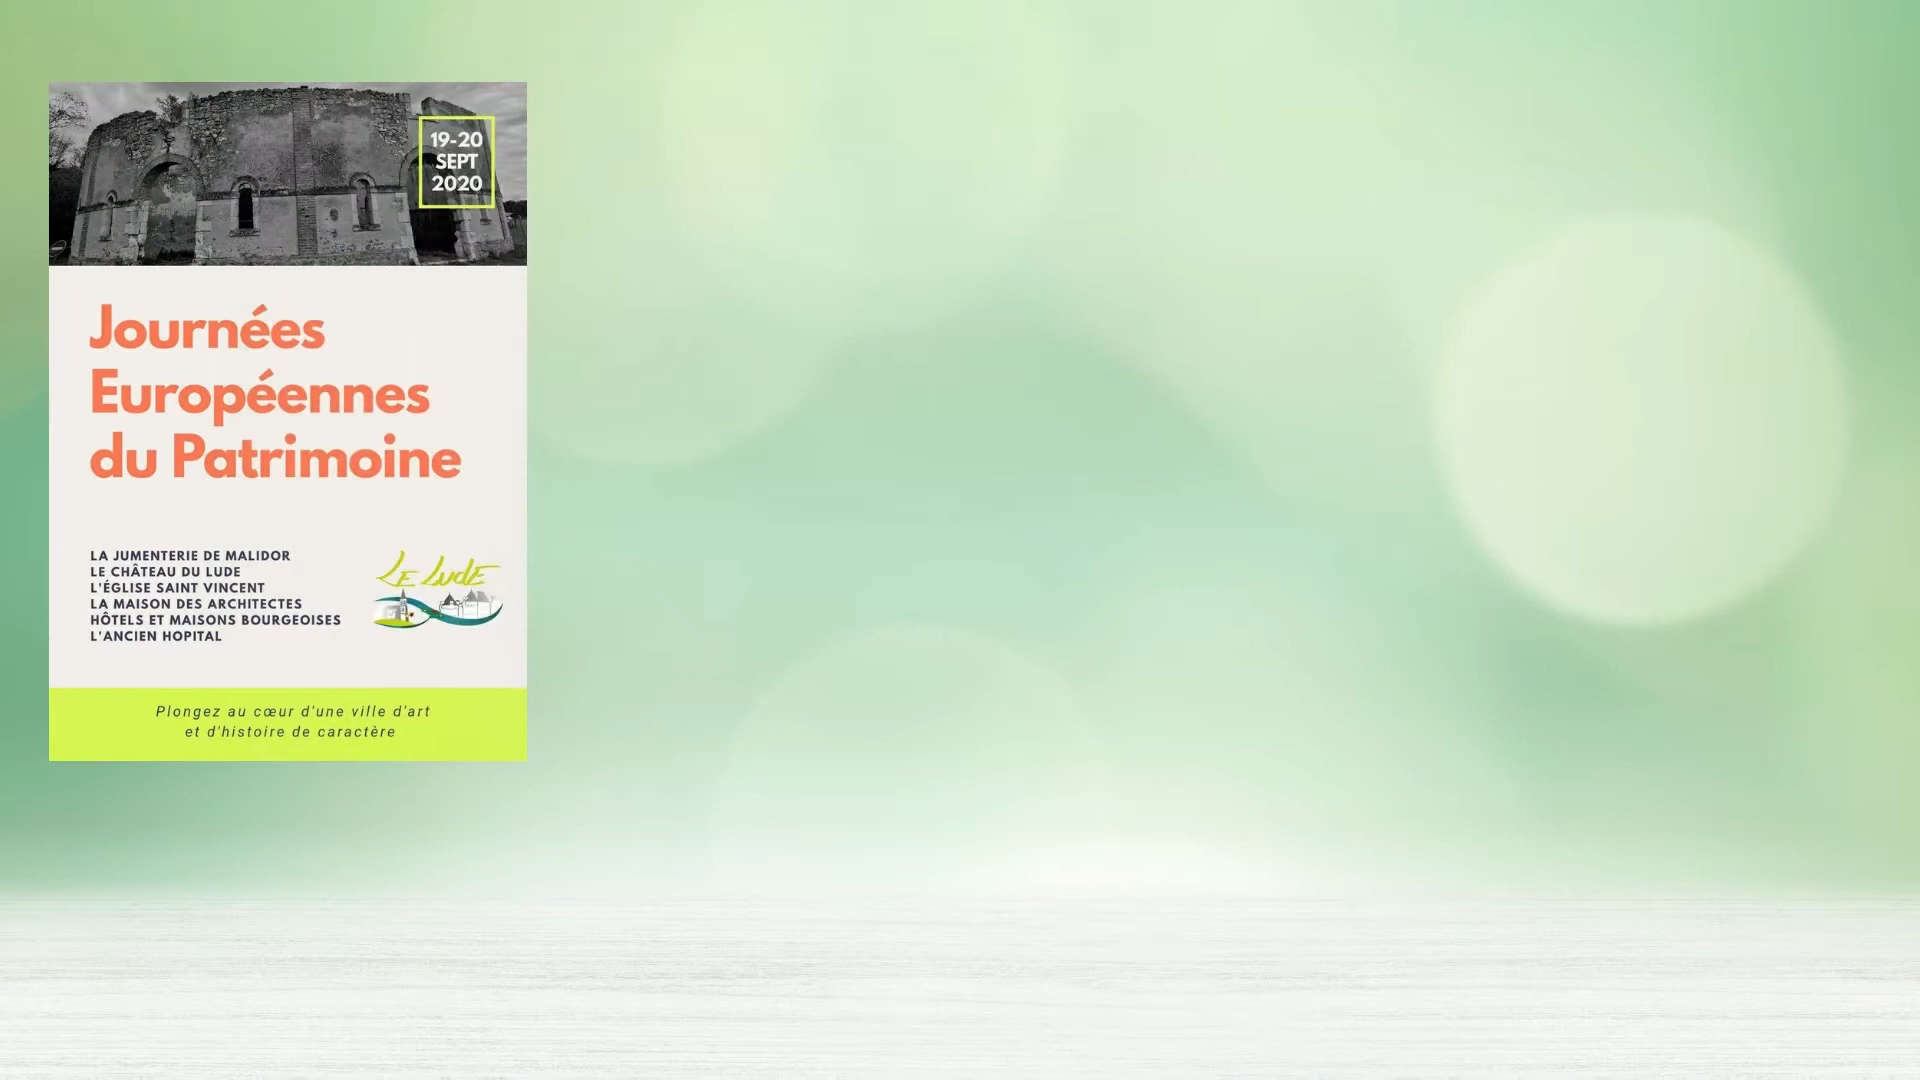 19-20
SEPT
2020
Journées
Européennes
du Patrimoine
LA JUMENTERIE DE MALIDOR
LE CHÂTEAU DU LUDE
L'ÉGLISE SAINT VINCENT
LA MAISON DES ARCHITECTES
HÔTELS ET MAISONS BOURGEOISES
L'ANCIEN HOPITAL
LE LUDE
Plongez au cœur d'une ville d'art
et d'histoire de caractère